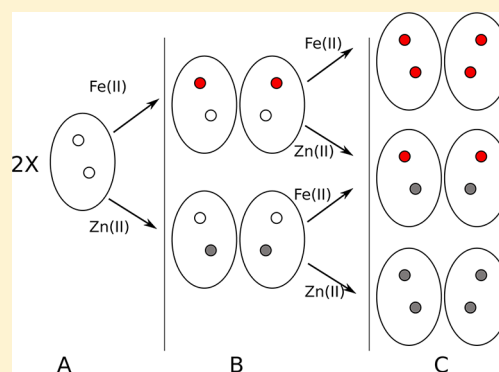 2X
Fe(II)
Zn(II)
Fe(II)
Zn(II)
Fe(II)
Zn(II)
A
B
C